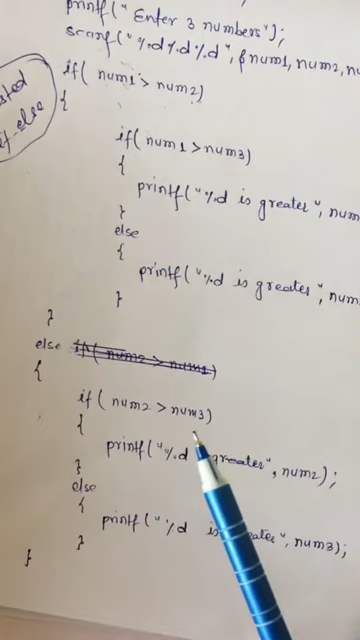 printf(" Enter 3 numbers");
scanf("%d%d%d", &num1, num2, nu
if( num1 > num2)
nested
if else
{
if( num1 > num3)
{
printf("%d is greater", num
}
else
{
printf("%d is greater", num
}
}
else if( num2 > num1)
{
if( num2 > num3)
{
printf("%d greater", num2);
}
else
{
printf("%d is greater", num3);
}
}